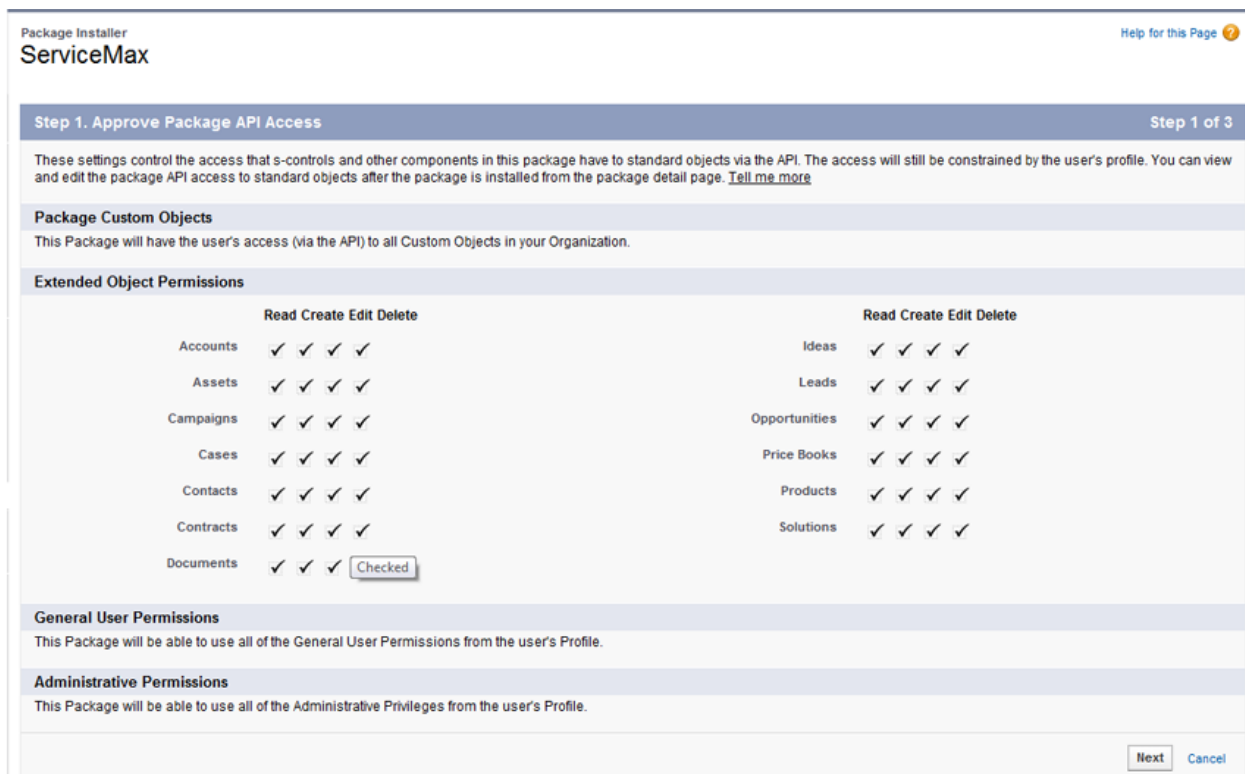 Package Installer
ServiceMax
Help for this Page
Step 1. Approve Package API Access
Step 1 of 3
These settings control the access that s-controls and other components in this package have to standard objects via the API. The access will still be constrained by the user's profile. You can view
and edit the package API access to standard objects after the package is installed from the package detail page. Tell me more
Package Custom Objects
This Package will have the user's access (via the API) to all Custom Objects in your Organization.
Extended Object Permissions
Read Create Edit Delete
Accounts
Assets
Campaigns
Cases
Contacts
Contracts
Documents
Checked
Read Create Edit Delete
Ideas
Leads
Opportunities
Price Books
Products
Solutions
General User Permissions
This Package will be able to use all of the General User Permissions from the user's Profile.
Administrative Permissions
This Package will be able to use all of the Administrative Privileges from the user's Profile.
Next
Cancel